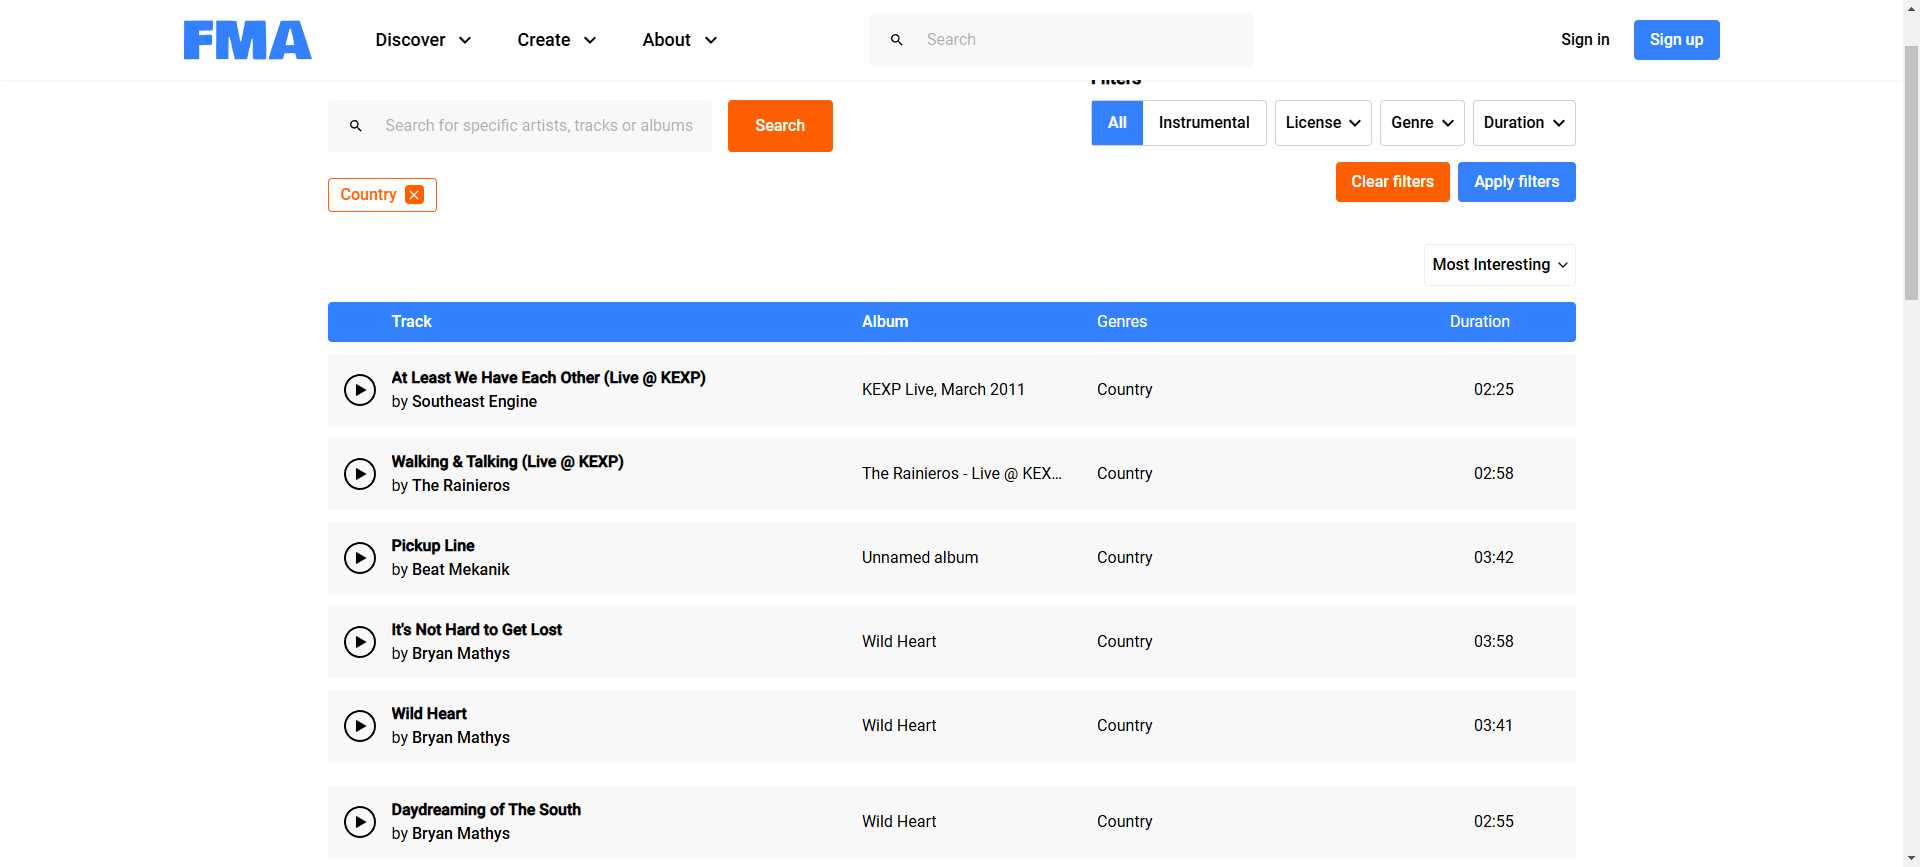 FMA
Discover
Create
About
Search
Sign in
Sign up
Filters
Search for specific artists, tracks or albums
Search
All
Instrumental
License
Genre
Duration
Clear filters
Apply filters
Country
Most Interesting
Track Album Genres Duration
At Least We Have Each Other (Live @ KEXP)
by Southeast Engine
KEXP Live, March 2011
Country
02:25
Walking & Talking (Live @ KEXP)
by The Rainieros
The Rainieros - Live @ KEX...
Country
02:58
Pickup Line
by Beat Mekanik
Unnamed album
Country
03:42
It's Not Hard to Get Lost
by Bryan Mathys
Wild Heart
Country
03:58
Wild Heart
by Bryan Mathys
Wild Heart
Country
03:41
Daydreaming of The South
by Bryan Mathys
Wild Heart
Country
02:55